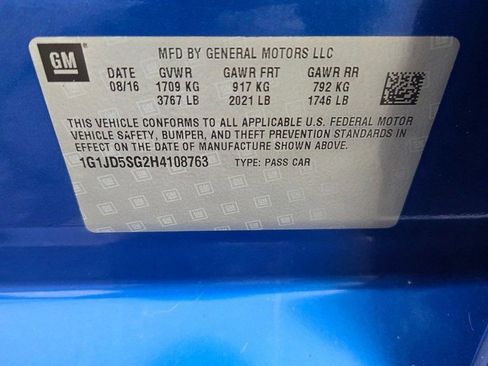 GM
MFD BY GENERAL MOTORS LLC
DATE GVWR GAWR FRT GAWR RR
08/16 1709 KG 917 KG 792 KG
3767 LB 2021 LB 1746 LB
THIS VEHICLE CONFORMS TO ALL APPLICABLE U.S. FEDERAL MOTOR
VEHICLE SAFETY, BUMPER, AND THEFT PREVENTION STANDARDS IN
EFFECT ON THE DATE OF MANUFACTURE SHOWN ABOVE.
1G1JD5SG2H4108763 TYPE: PASS CAR